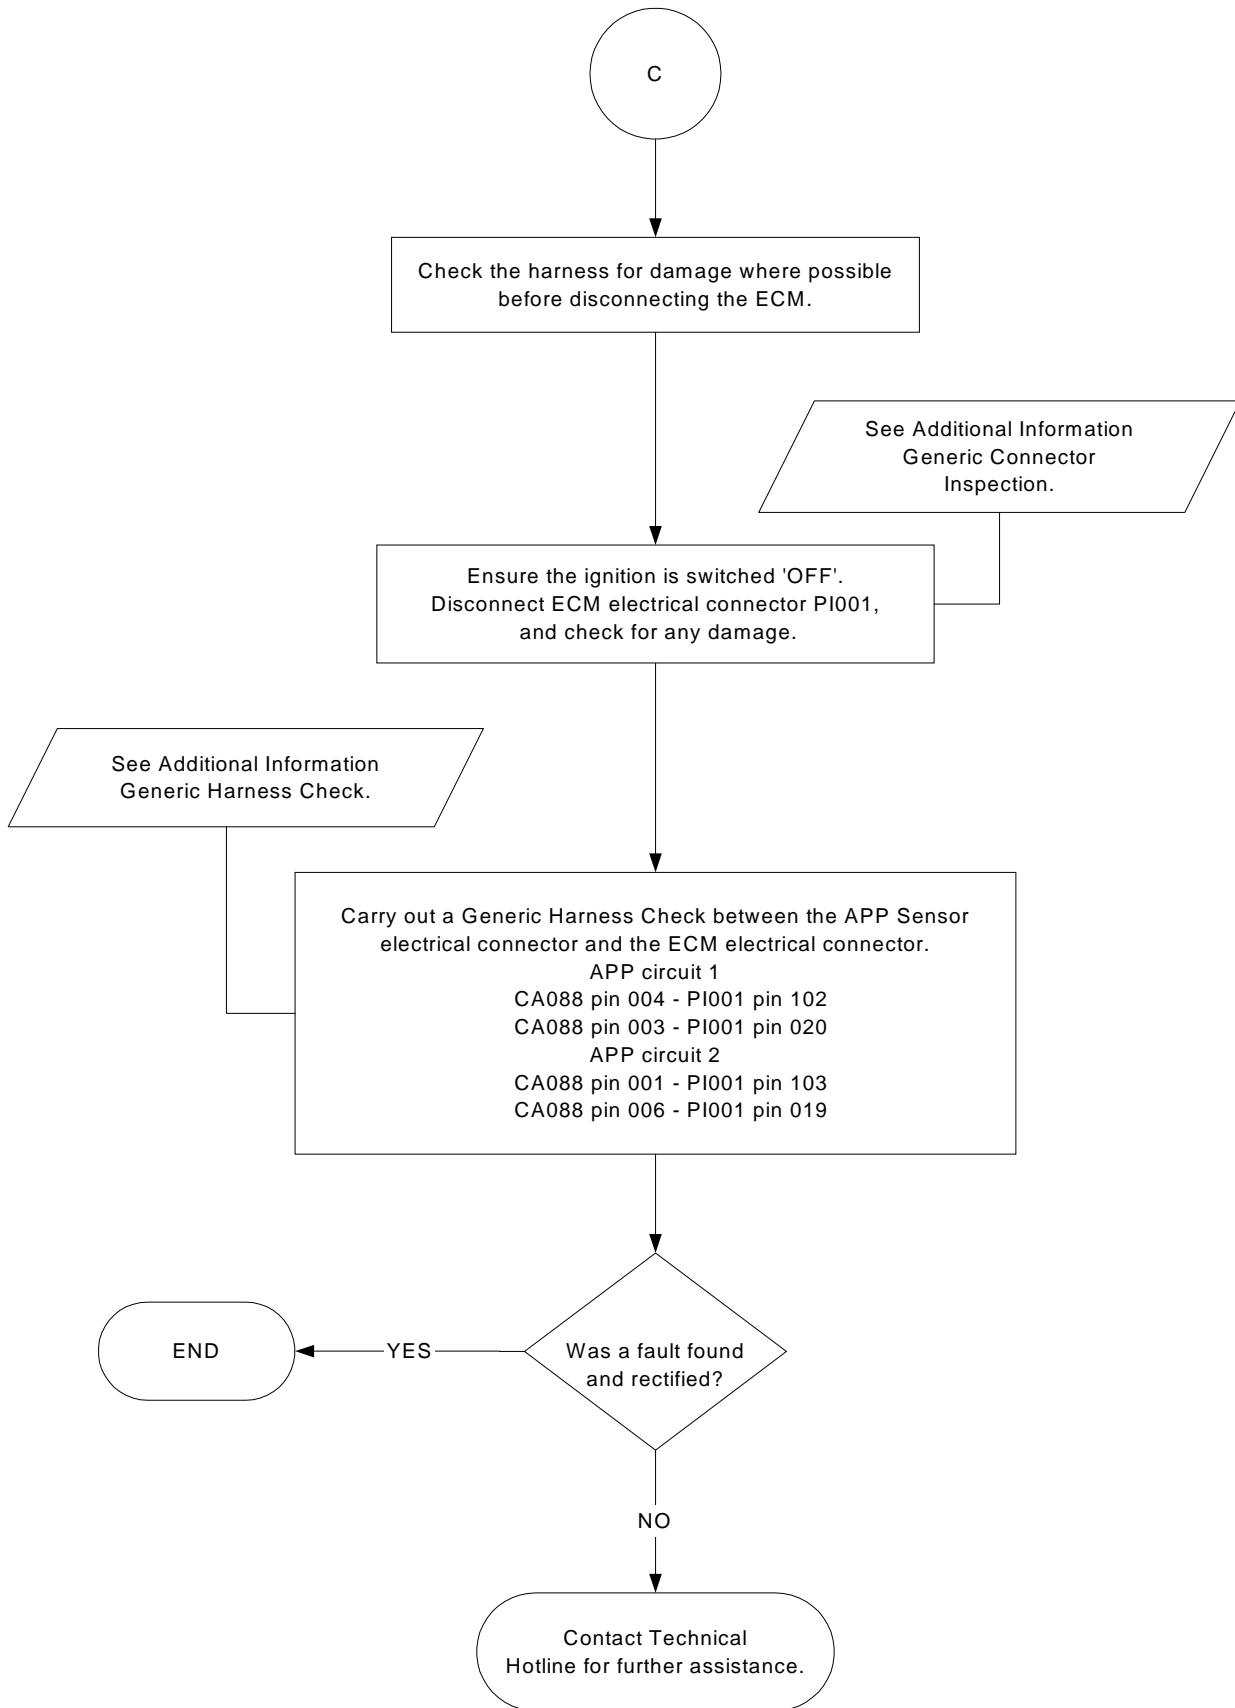 C
Check the harness for damage where possible
before disconnecting the ECM.
See Additional Information
Generic Connector
Inspection.
Ensure the ignition is switched 'OFF'.
Disconnect ECM electrical connector PI001,
and check for any damage.
See Additional Information
Generic Harness Check.
Carry out a Generic Harness Check between the APP Sensor
electrical connector and the ECM electrical connector.
APP circuit 1
CA088 pin 004 - PI001 pin 102
CA088 pin 003 - PI001 pin 020
APP circuit 2
CA088 pin 001 - PI001 pin 103
CA088 pin 006 - PI001 pin 019
Was a fault found
and rectified?
YES
END
NO
Contact Technical
Hotline for further assistance.